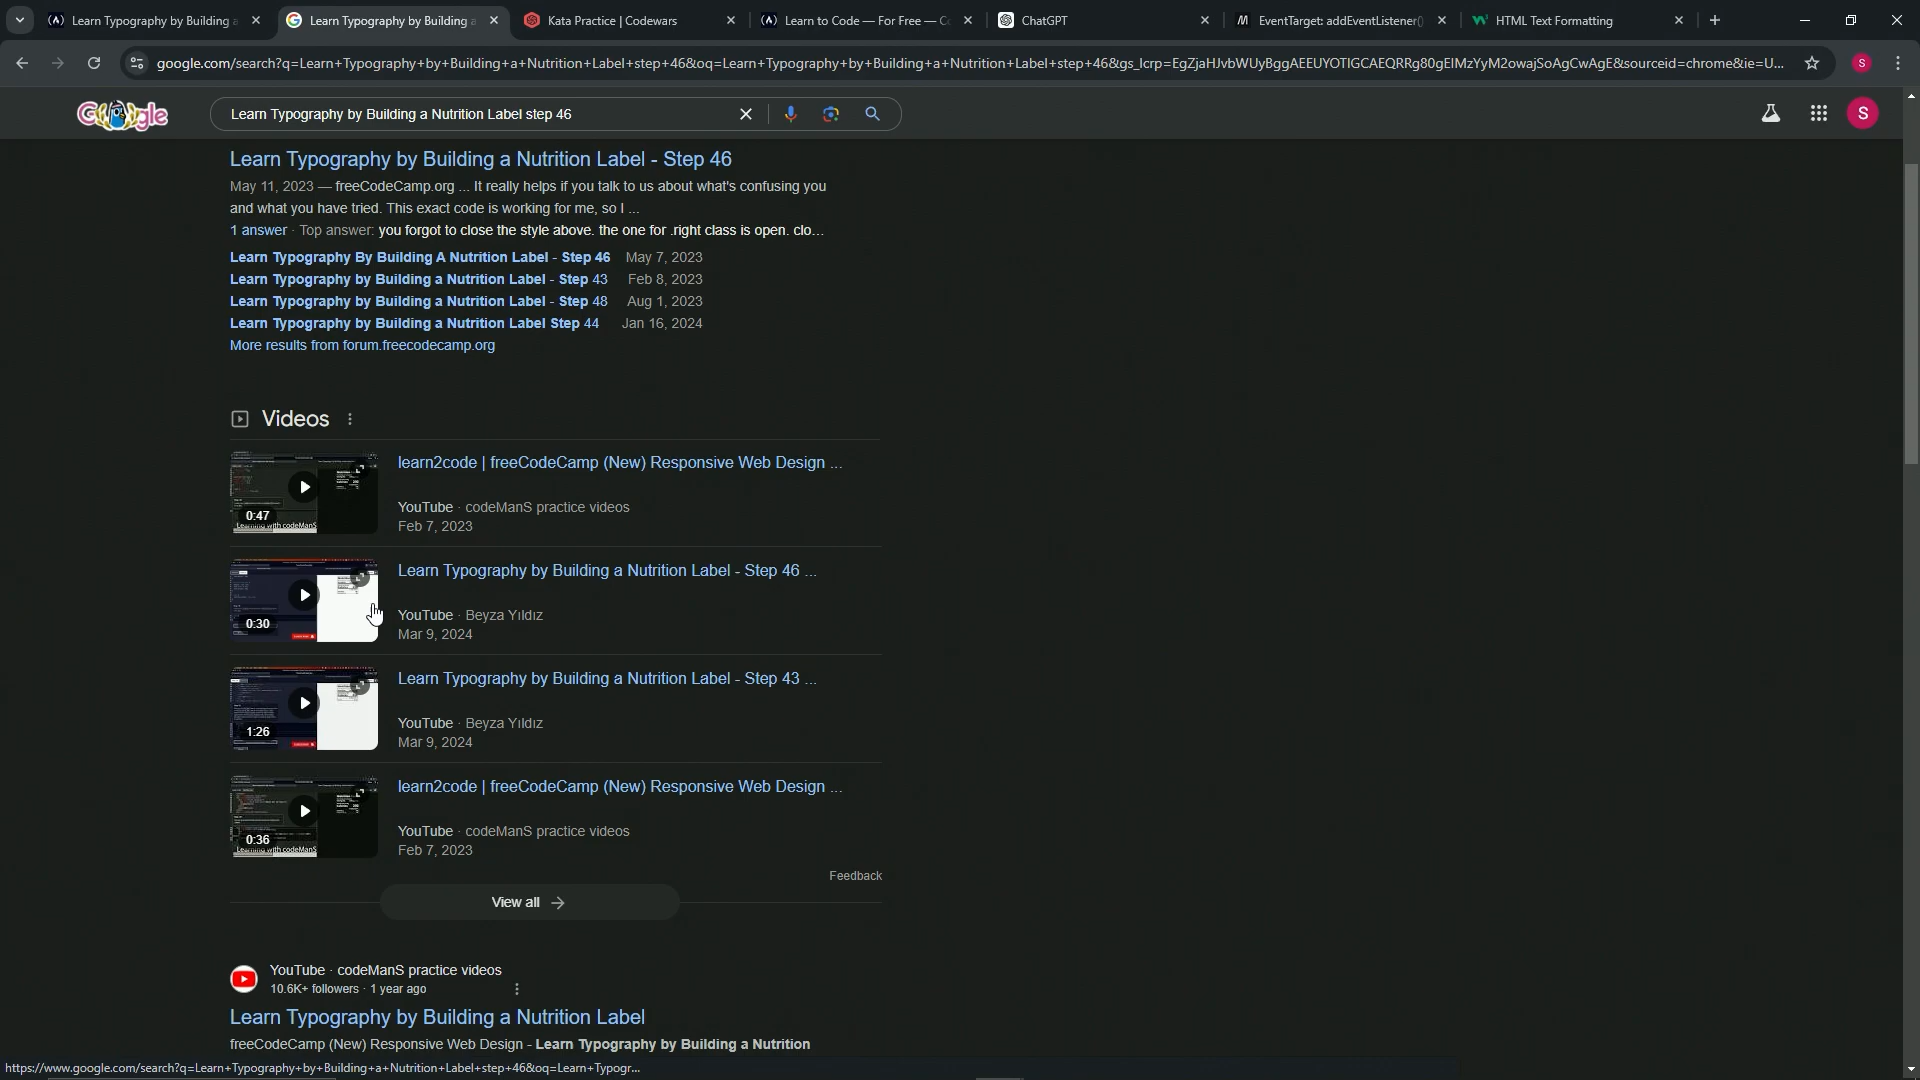 Learn Typography by Building a
Learn Typography by Building a
Kata Practice | Codewars
Learn to Code — For Free — C
ChatGPT
EventTarget: addEventListener()
HTML Text Formatting
google.com/search?q=Learn+Typography+by+Building+a+Nutrition+Label+step+46&oq=Learn+Typography+by+Building+a+Nutrition+Label+step+46&gs_lcrp=EgZjaHJvbWUyBggAEEUYOTIGCAEQRRg80gEIMzYyM2owajSoAgCwAgE&sourceid=chrome&ie=U...
S
Google
Learn Typography by Building a Nutrition Label step 46
S
Learn Typography by Building a Nutrition Label - Step 46
May 11, 2023 — freeCodeCamp.org ... It really helps if you talk to us about what's confusing you
and what you have tried. This exact code is working for me, so I ...
1 answer · Top answer: you forgot to close the style above. the one for .right class is open. clo...
Learn Typography By Building A Nutrition Label - Step 46 May 7, 2023
Learn Typography by Building a Nutrition Label - Step 43 Feb 8, 2023
Learn Typography by Building a Nutrition Label - Step 48 Aug 1, 2023
Learn Typography by Building a Nutrition Label Step 44 Jan 16, 2024
More results from forum.freecodecamp.org
Videos
learn2code | freeCodeCamp (New) Responsive Web Design ...
YouTube · codeManS practice videos
Feb 7, 2023
0:47
Learning with codeManS
Learn Typography by Building a Nutrition Label - Step 46 ...
YouTube · Beyza Yıldız
Mar 9, 2024
0:30
Learn Typography by Building a Nutrition Label - Step 43 ...
YouTube · Beyza Yıldız
Mar 9, 2024
1:26
learn2code | freeCodeCamp (New) Responsive Web Design ...
YouTube · codeManS practice videos
Feb 7, 2023
0:36
Learning with codeManS
Feedback
View all
YouTube · codeManS practice videos
10.6K+ followers · 1 year ago
Learn Typography by Building a Nutrition Label
freeCodeCamp (New) Responsive Web Design - Learn Typography by Building a Nutrition
https://www.google.com/search?q=Learn+Typography+by+Building+a+Nutrition+Label+step+46&oq=Learn+Typogr...